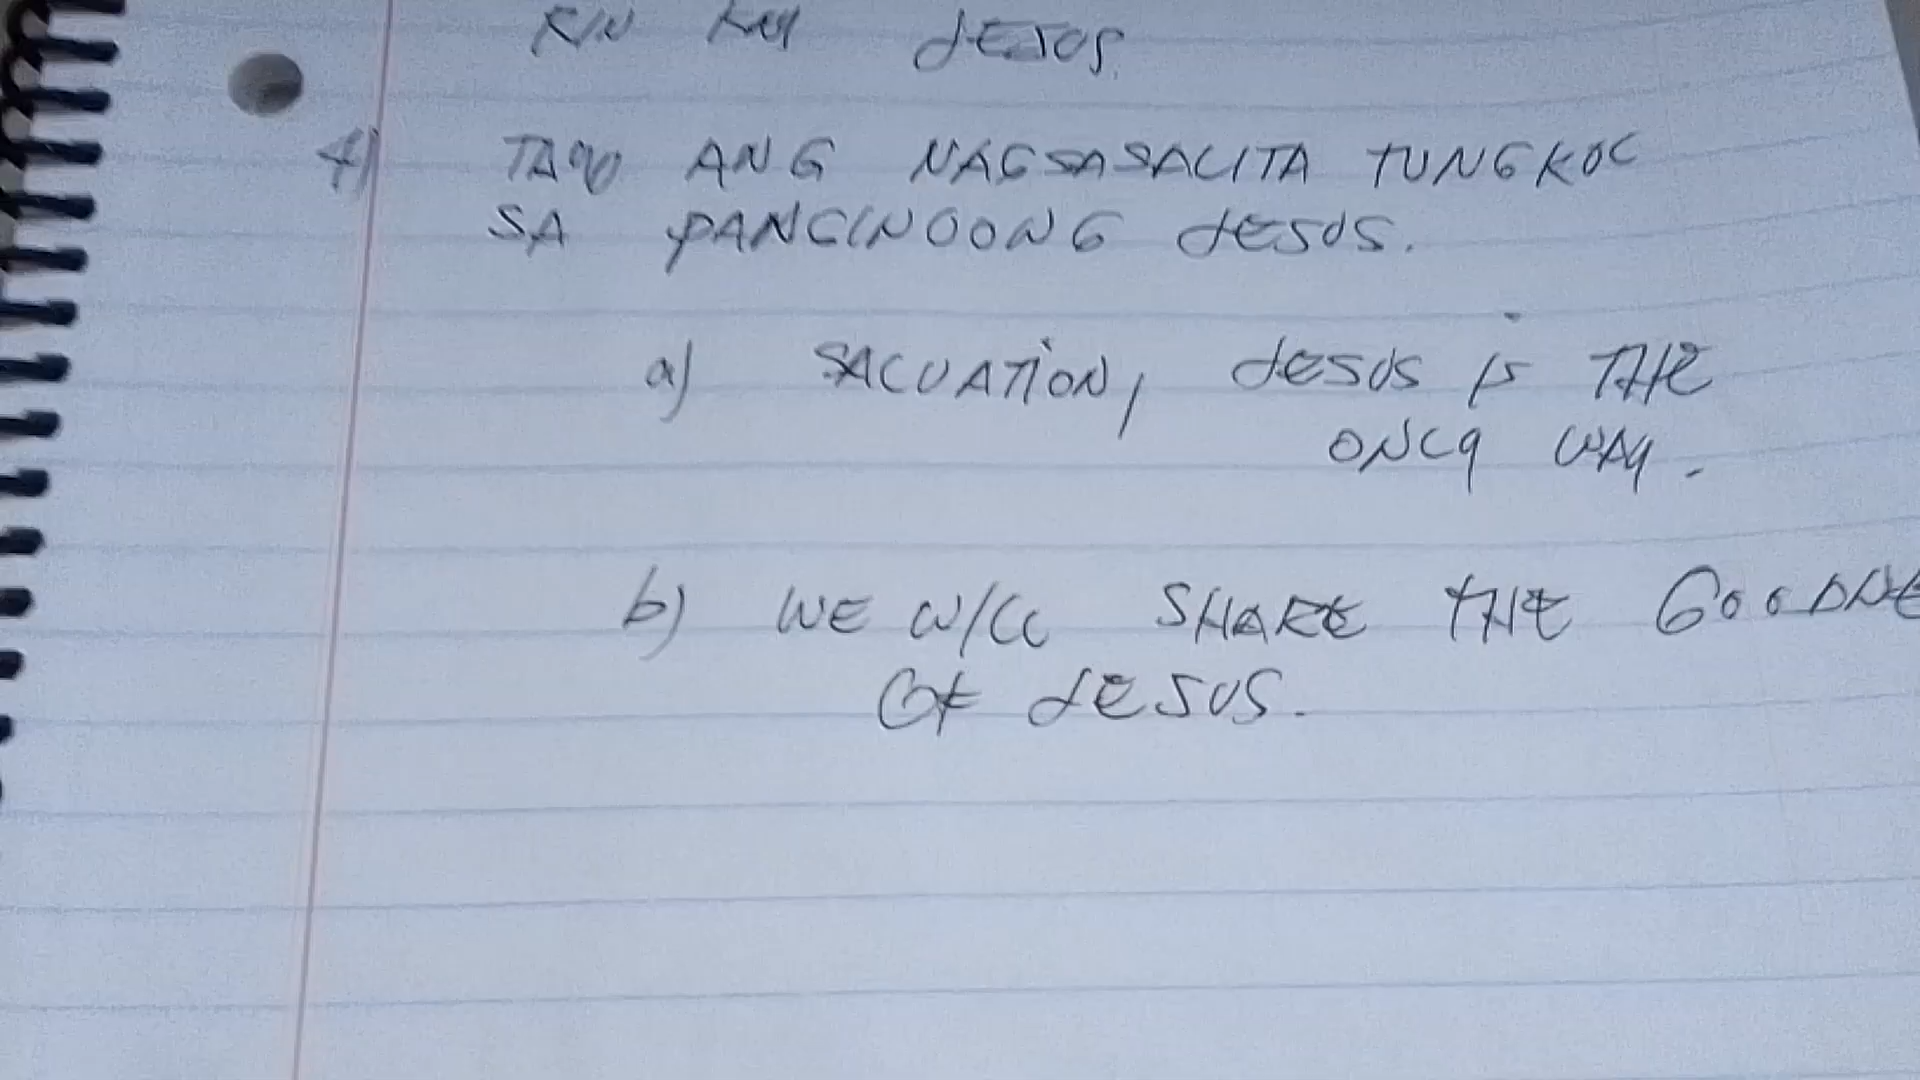 KAY JESUS.
4) TAYO ANG NAGSASALITA TUNGKOL
SA PANGINOONG JESUS.
a) SALVATION, JESUS IS THE
ONLY WAY.
b) WE WILL SHARE THE GOODNE
OF JESUS.